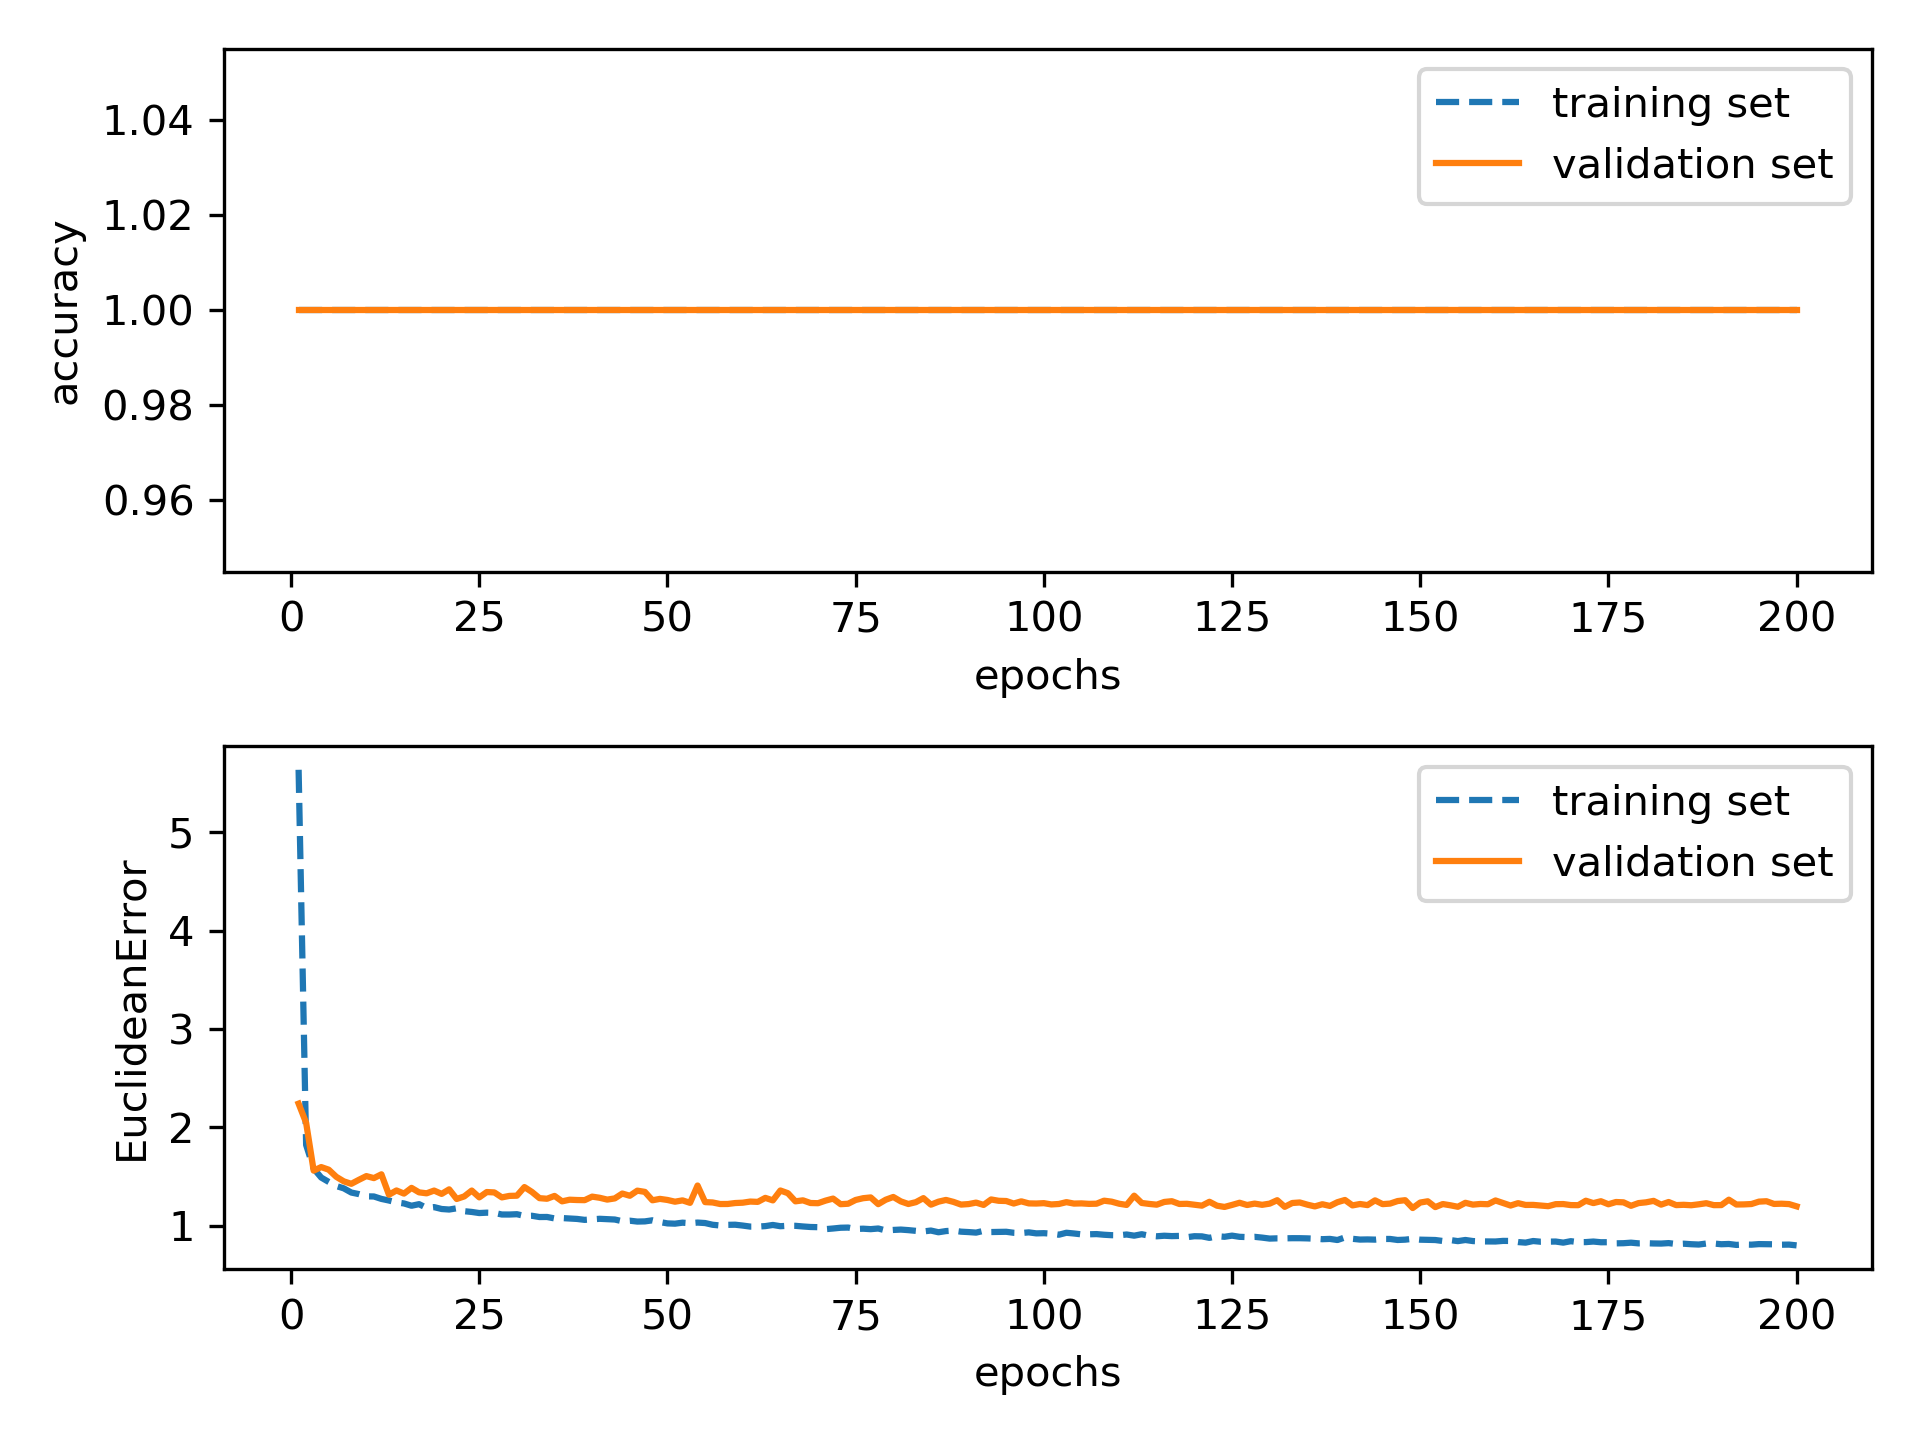 training set
validation set
accuracy
1.04
1.02
1.00
0.98
0.96
0 25 50 75 100 125 150 175 200
epochs
training set
validation set
EuclideanError
5
4
3
2
1
0 25 50 75 100 125 150 175 200
epochs